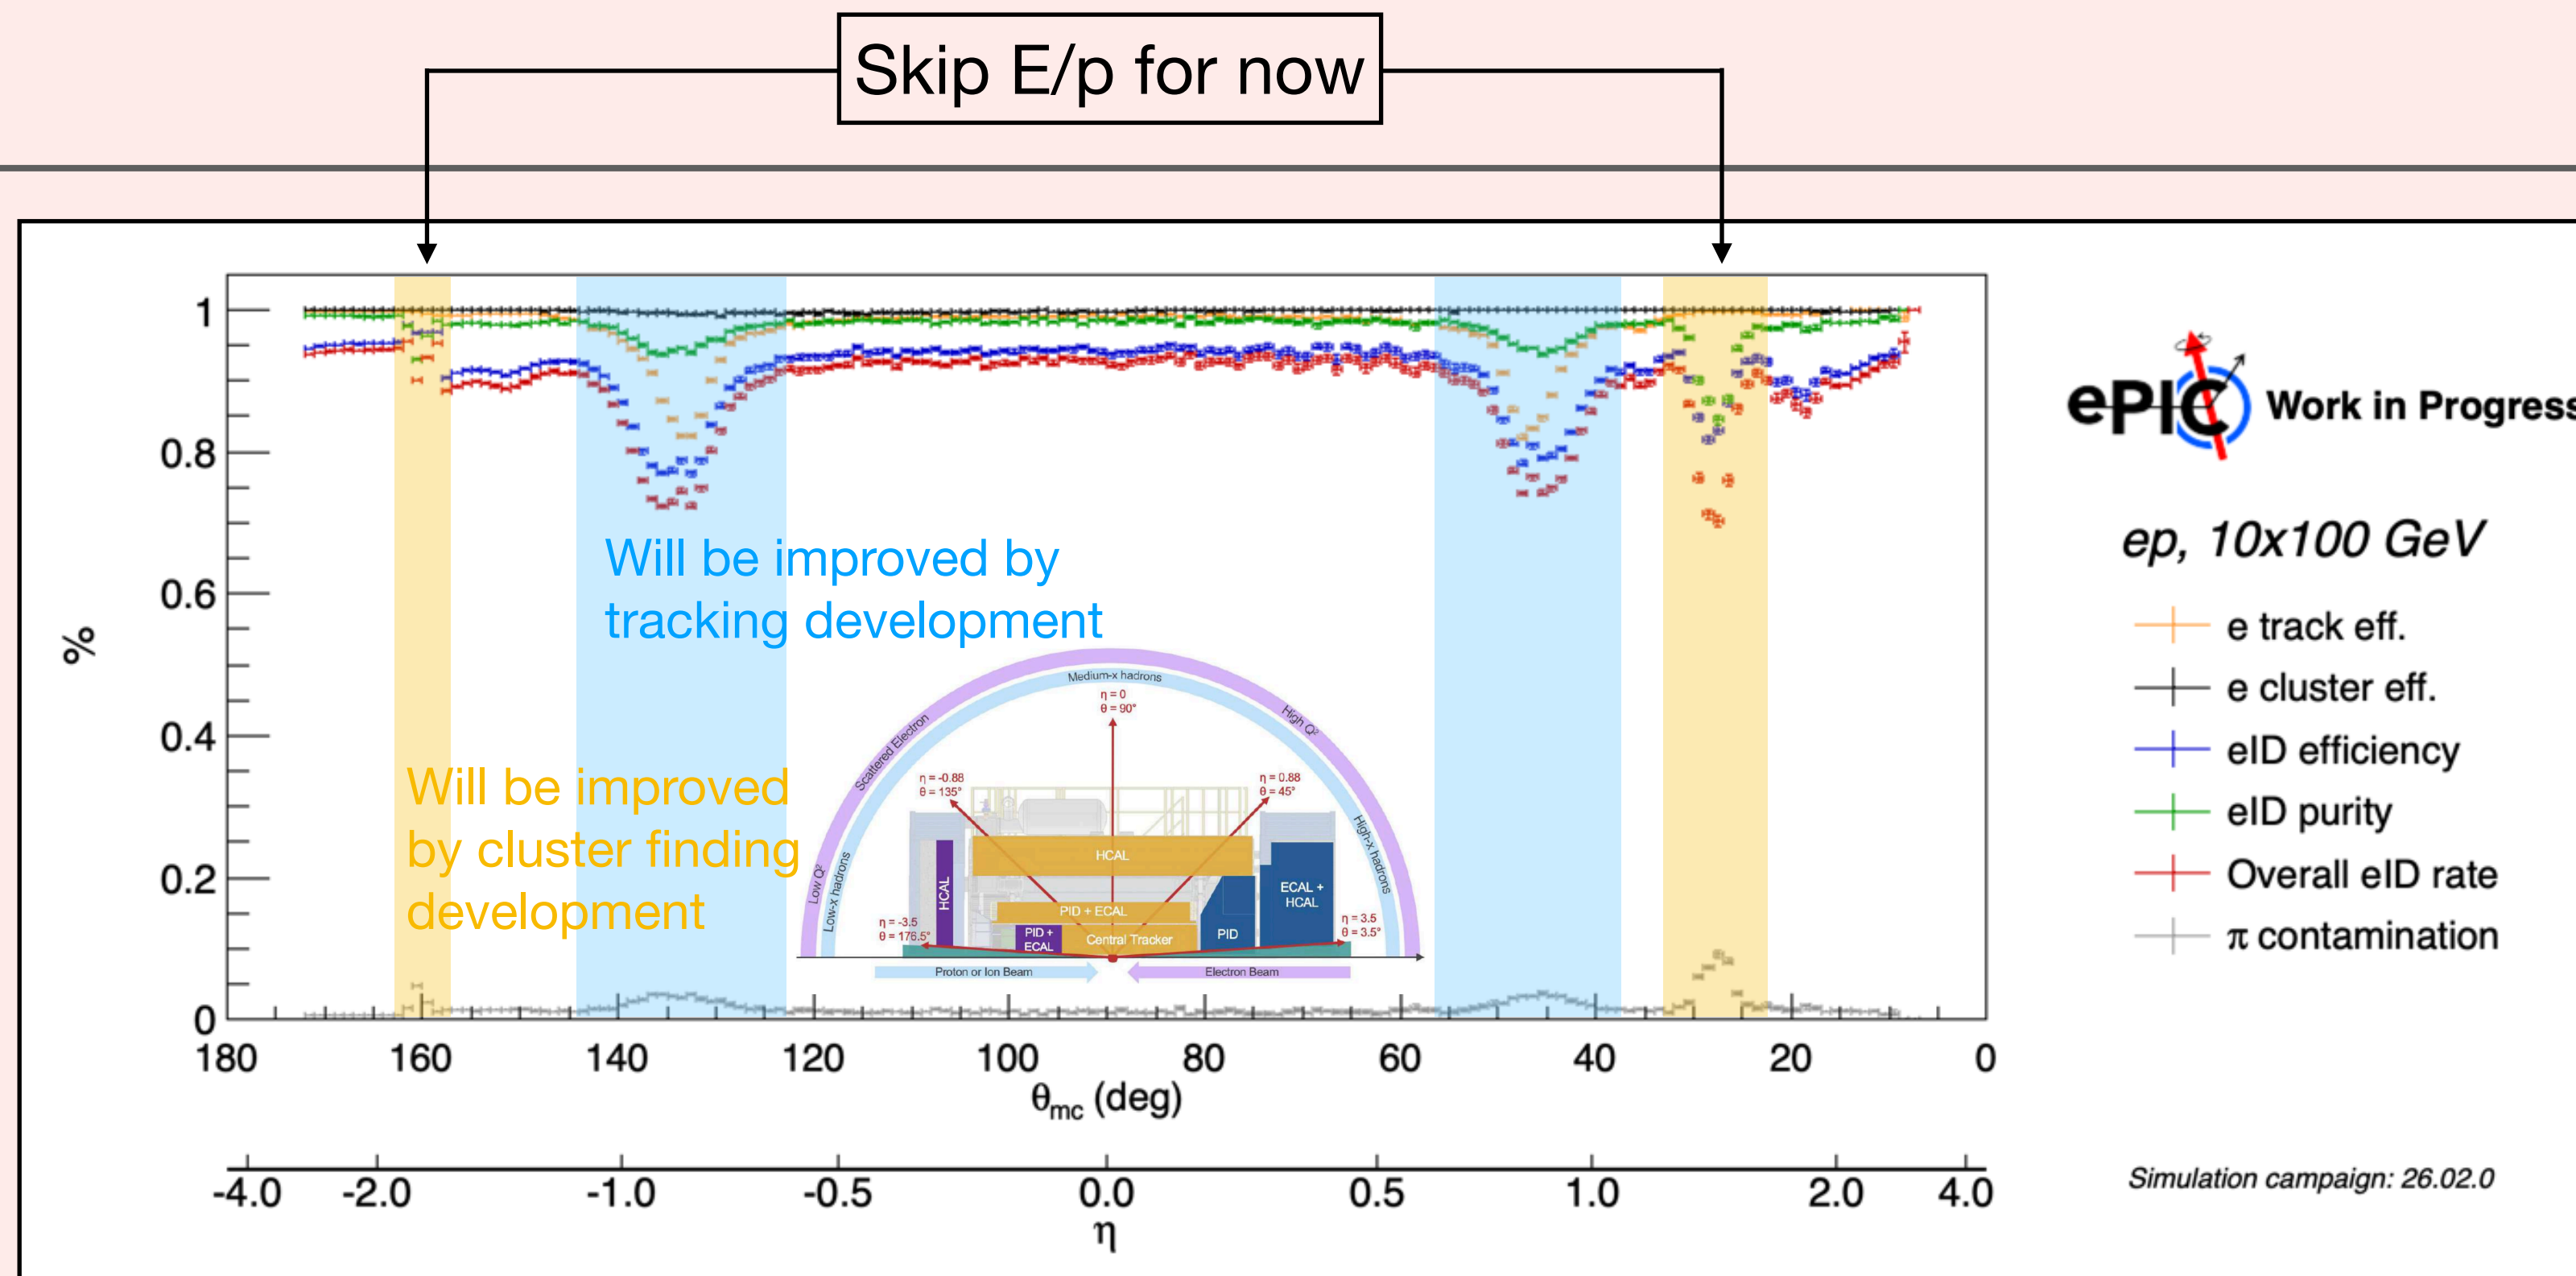 Skip E/p for now
1
0.8
0.6
0.4
0.2
0
%
Will be improved by
tracking development
Will be improved
by cluster finding
development
Medium-x hadrons
η = 0
θ = 90°
Scattered Electron
High Q²
η = -0.88
θ = 135°
η = 0.88
θ = 45°
Low Q²
Low-x hadrons
High-x hadrons
HCAL
HCAL
ECAL +
HCAL
PID + ECAL
PID +
ECAL
Central Tracker
PID
η = -3.5
θ = 176.5°
η = 3.5
θ = 3.5°
Proton or Ion Beam
Electron Beam
180 160 140 120 100 80 60 40 20 0
θmc (deg)
-4.0 -2.0 -1.0 -0.5 0.0 0.5 1.0 2.0 4.0
η
ePIC Work in Progress
ep, 10x100 GeV
e track eff.
e cluster eff.
eID efficiency
eID purity
Overall eID rate
π contamination
Simulation campaign: 26.02.0